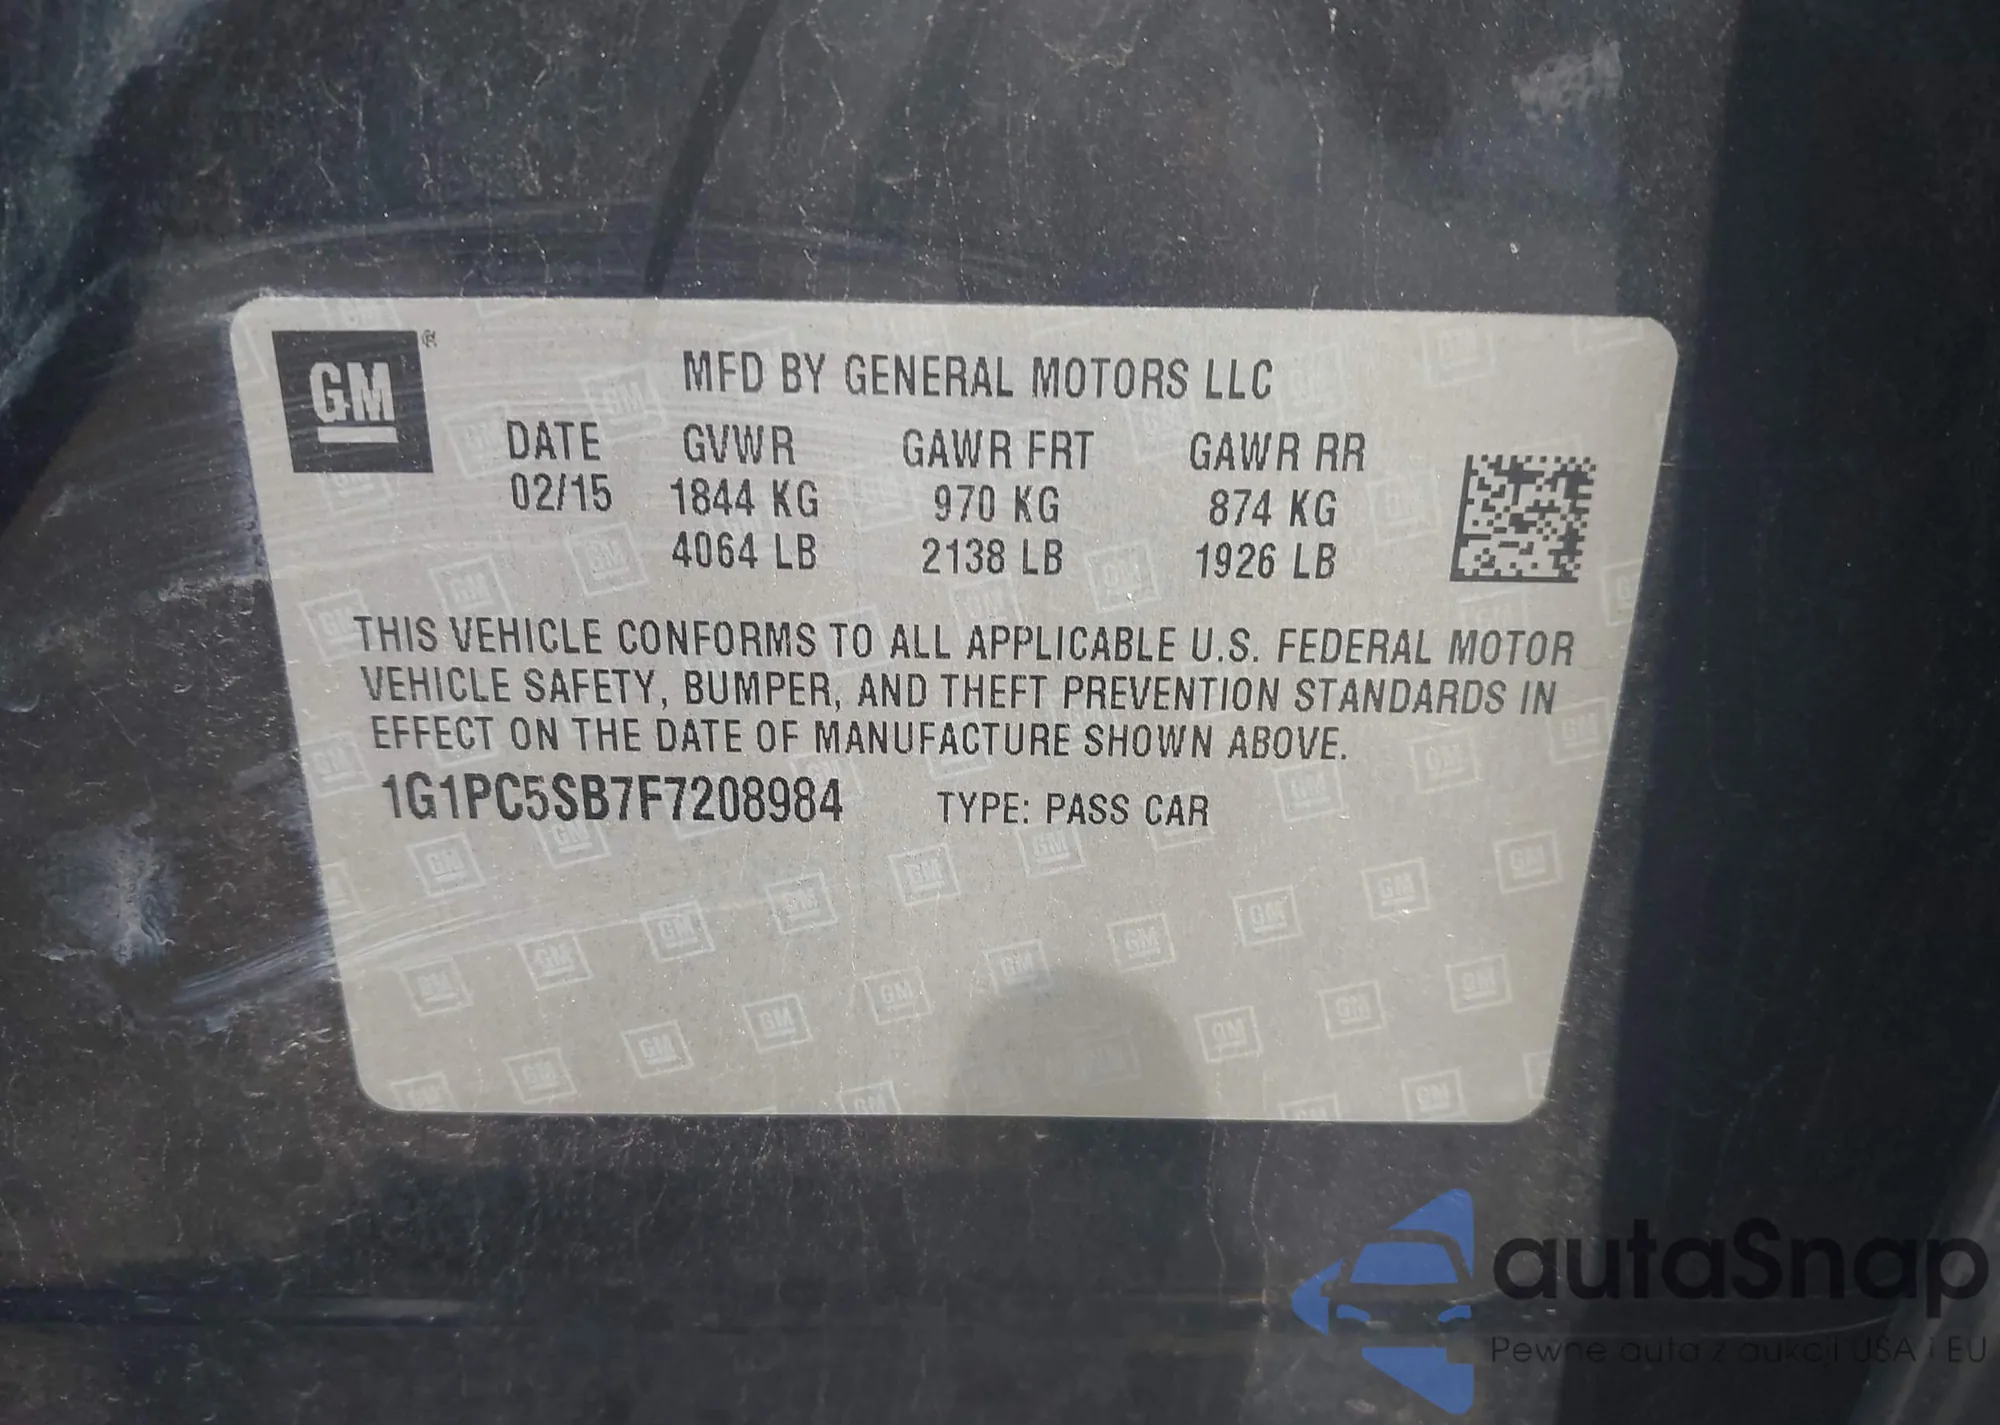 GM ®
MFD BY GENERAL MOTORS LLC
DATE GVWR GAWR FRT GAWR RR
02/15 1844 KG 970 KG 874 KG
4064 LB 2138 LB 1926 LB
THIS VEHICLE CONFORMS TO ALL APPLICABLE U.S. FEDERAL MOTOR
VEHICLE SAFETY, BUMPER, AND THEFT PREVENTION STANDARDS IN
EFFECT ON THE DATE OF MANUFACTURE SHOWN ABOVE.
1G1PC5SB7F7208984 TYPE: PASS CAR
autaSnap
Pewne auta z aukcji USA i EU